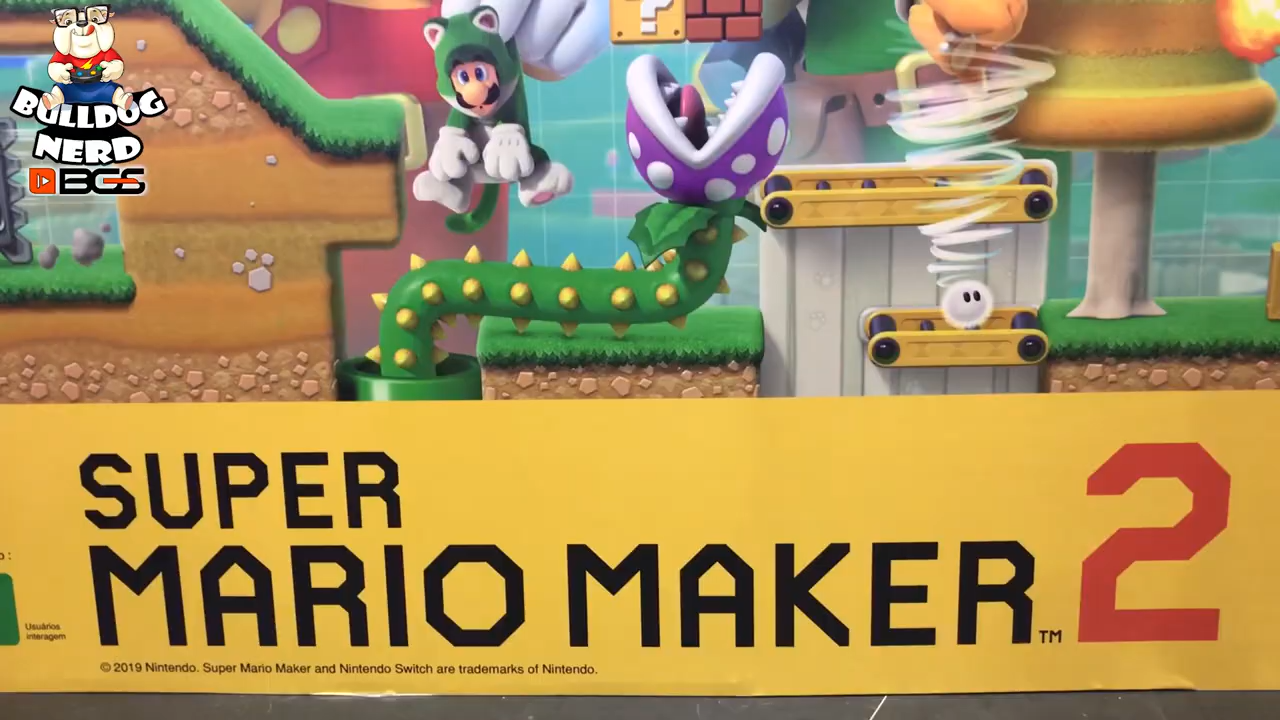 BULLDOG
NERD
BGS
?
SUPER
MARIO MAKER 2
TM
Usuários
interagem
© 2019 Nintendo. Super Mario Maker and Nintendo Switch are trademarks of Nintendo.